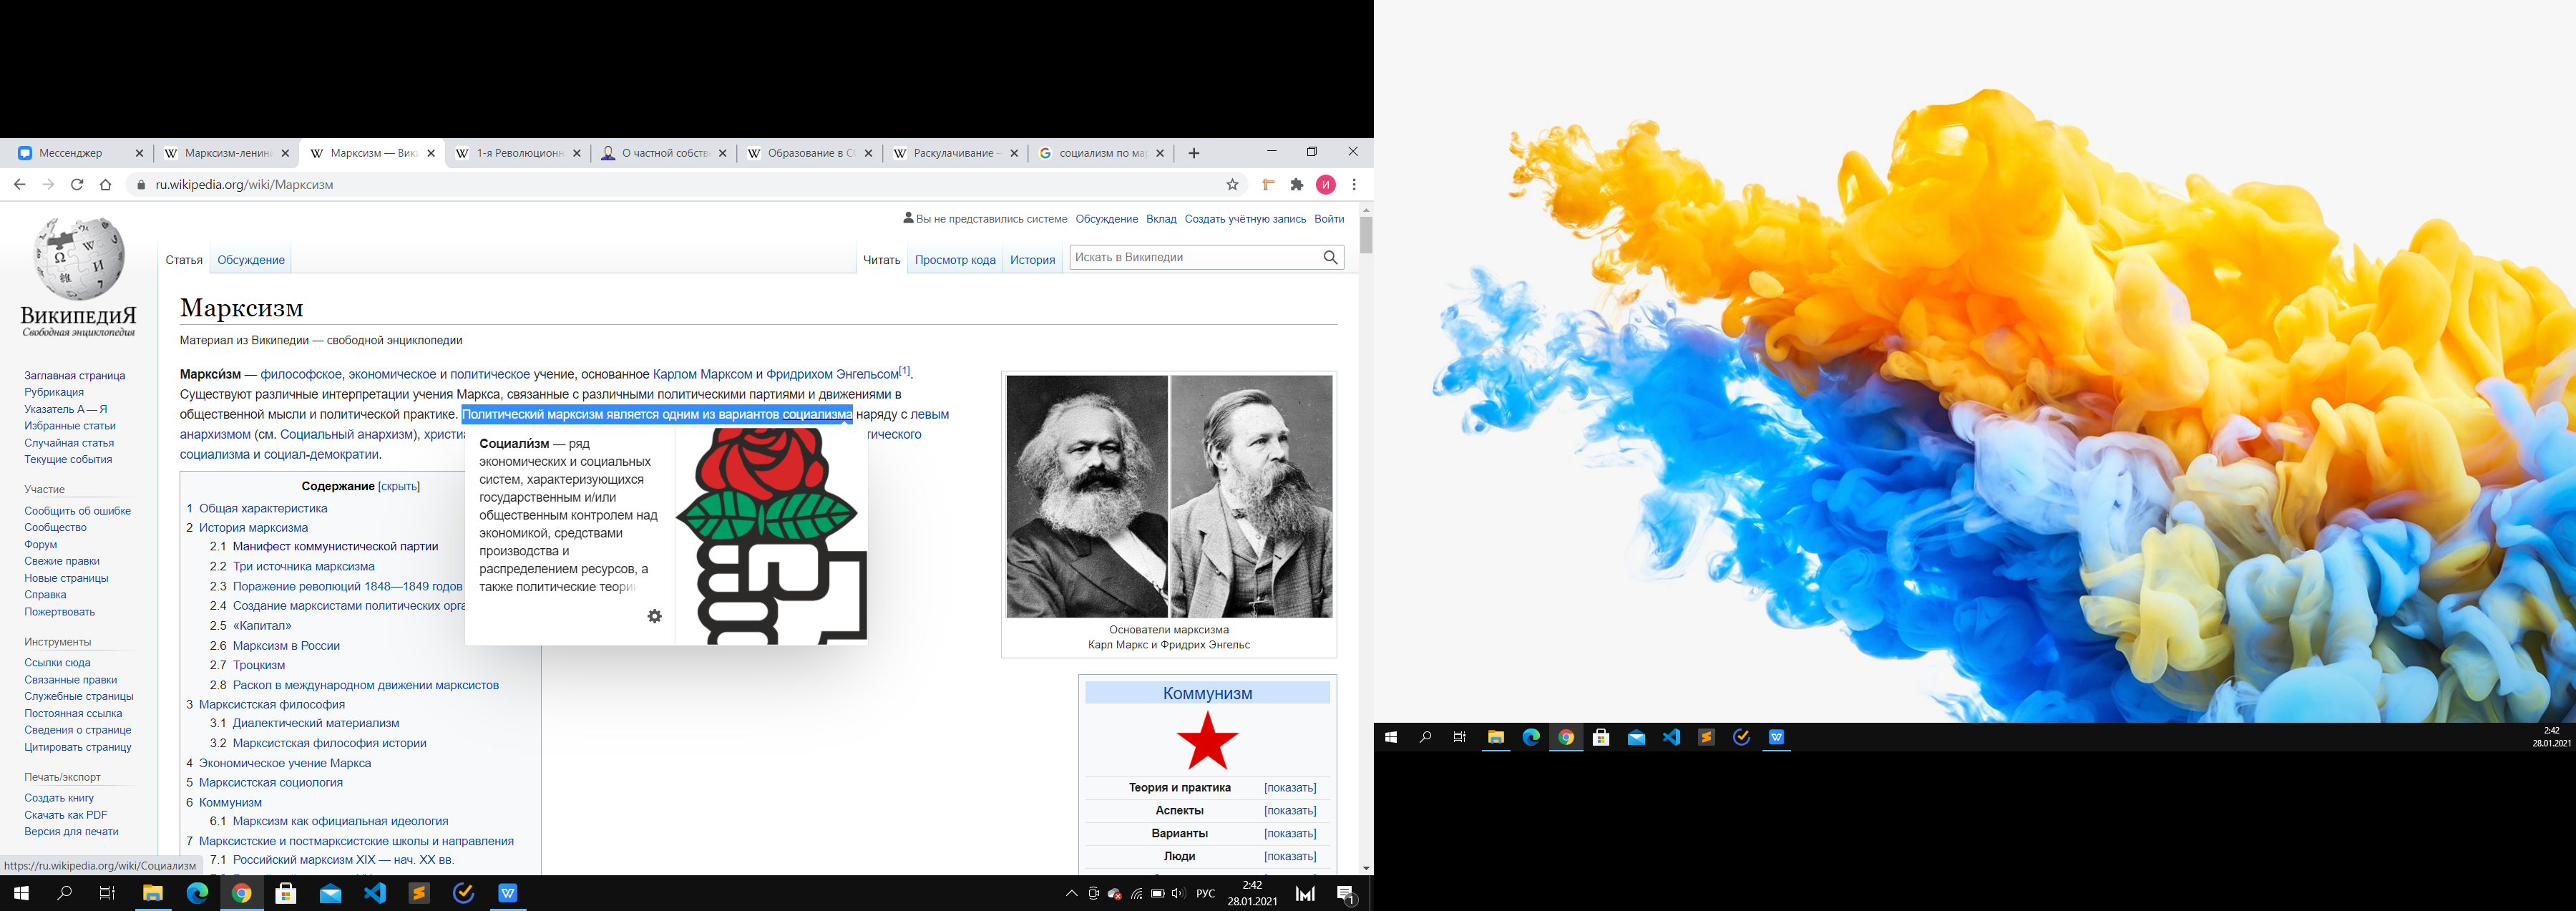 Мессенджер
Марксизм-ленин
Марксизм — Вик
1-я Революционн
О частной собств
Образование в С
Раскулачивание –
социализм по ма
ru.wikipedia.org/wiki/Марксизм
И
Вы не представились системе Обсуждение Вклад Создать учётную запись Войти
Статья Обсуждение
Читать Просмотр кода История Искать в Википедии
ВикипедиЯ
Свободная энциклопедия
Заглавная страница
Рубрикация
Указатель А — Я
Избранные статьи
Случайная статья
Текущие события
Участие
Сообщить об ошибке
Сообщество
Форум
Свежие правки
Новые страницы
Справка
Пожертвовать
Инструменты
Ссылки сюда
Связанные правки
Служебные страницы
Постоянная ссылка
Сведения о странице
Цитировать страницу
Печать/экспорт
Создать книгу
Скачать как PDF
Версия для печати
Марксизм
Материал из Википедии — свободной энциклопедии
Маркси́зм — философское, экономическое и политическое учение, основанное Карлом Марксом и Фридрихом Энгельсом[1].
Существуют различные интерпретации учения Маркса, связанные с различными политическими партиями и движениями в
общественной мысли и политической практике. Политический марксизм является одним из вариантов социализма наряду с левым
анархизмом (см. Социальный анархизм), христиа тического
социализма и социал-демократии.
Социали́зм — ряд
экономических и социальных
систем, характеризующихся
государственным и/или
общественным контролем над
экономикой, средствами
производства и
распределением ресурсов, а
также политические теори
Содержание [скрыть]
1 Общая характеристика
2 История марксизма
2.1 Манифест коммунистической партии
2.2 Три источника марксизма
2.3 Поражение революций 1848—1849 годов
2.4 Создание марксистами политических орга
2.5 «Капитал»
2.6 Марксизм в России
2.7 Троцкизм
2.8 Раскол в международном движении марксистов
3 Марксистская философия
3.1 Диалектический материализм
3.2 Марксистская философия истории
4 Экономическое учение Маркса
5 Марксистская социология
6 Коммунизм
6.1 Марксизм как официальная идеология
7 Марксистские и постмарксистские школы и направления
7.1 Российский марксизм XIX — нач. XX вв.
Основатели марксизма
Карл Маркс и Фридрих Энгельс
Коммунизм
Теория и практика [показать]
Аспекты [показать]
Варианты [показать]
Люди [показать]
https://ru.wikipedia.org/wiki/Социализм
РУС
2:42
28.01.2021
1
2:42
28.01.2021